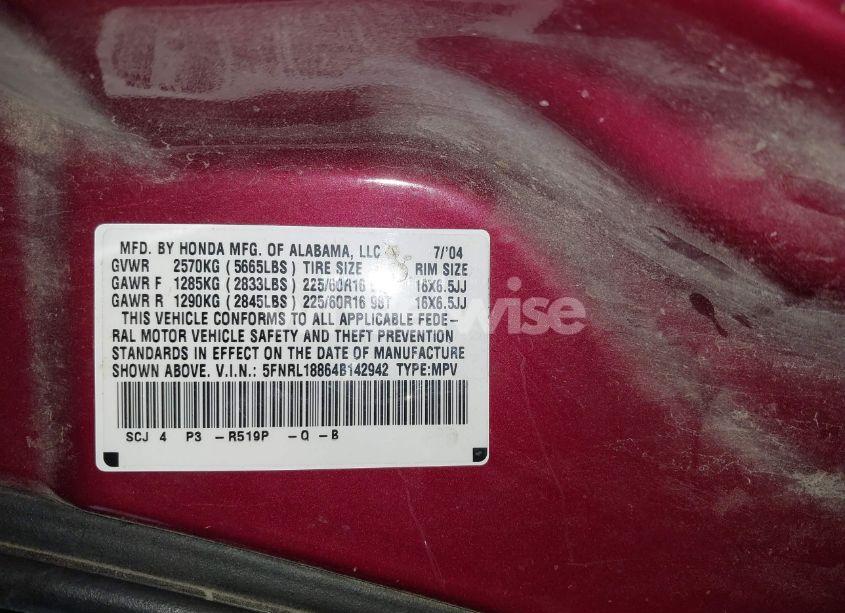 MFD. BY HONDA MFG. OF ALABAMA, LLC 7/'04
GVWR 2570KG (5665LBS) TIRE SIZE RIM SIZE
GAWR F 1285KG (2833LBS) 225/60R16 16X6.5JJ
GAWR R 1290KG (2845LBS) 225/60R16 98T 16X6.5JJ
THIS VEHICLE CONFORMS TO ALL APPLICABLE FEDE-
RAL MOTOR VEHICLE SAFETY AND THEFT PREVENTION
STANDARDS IN EFFECT ON THE DATE OF MANUFACTURE
SHOWN ABOVE. V.I.N.: 5FNRL18864B142942 TYPE:MPV
SCJ 4 P3 -R519P -Q -B
wise